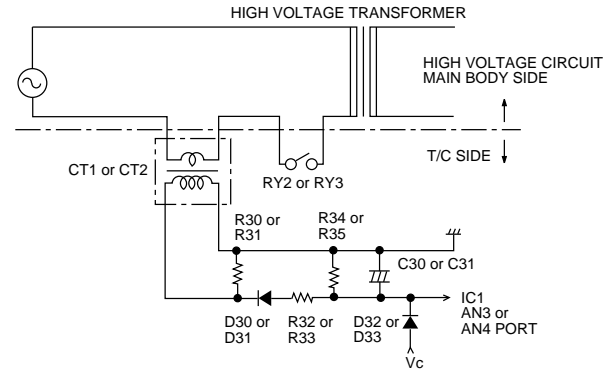 HIGH VOLTAGE TRANSFORMER
HIGH VOLTAGE CIRCUIT
MAIN BODY SIDE
T/C SIDE
CT1 or CT2
RY2 or RY3
R30 or
R31
R34 or
R35
C30 or C31
IC1
AN3 or
AN4 PORT
D30 or
D31
R32 or
R33
D32 or
D33
Vc